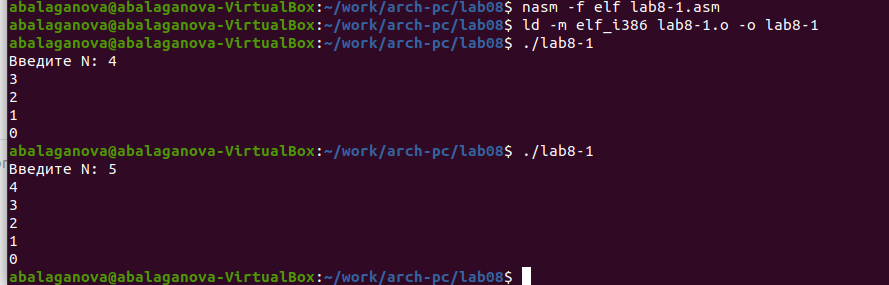 abalaganova@abalaganova-VirtualBox:~/work/arch-pc/lab08$ nasm -f elf lab8-1.asm
abalaganova@abalaganova-VirtualBox:~/work/arch-pc/lab08$ ld -m elf_i386 lab8-1.o -o lab8-1
abalaganova@abalaganova-VirtualBox:~/work/arch-pc/lab08$ ./lab8-1
Введите N: 4
3
2
1
0
abalaganova@abalaganova-VirtualBox:~/work/arch-pc/lab08$ ./lab8-1
Введите N: 5
4
3
2
1
0
abalaganova@abalaganova-VirtualBox:~/work/arch-pc/lab08$